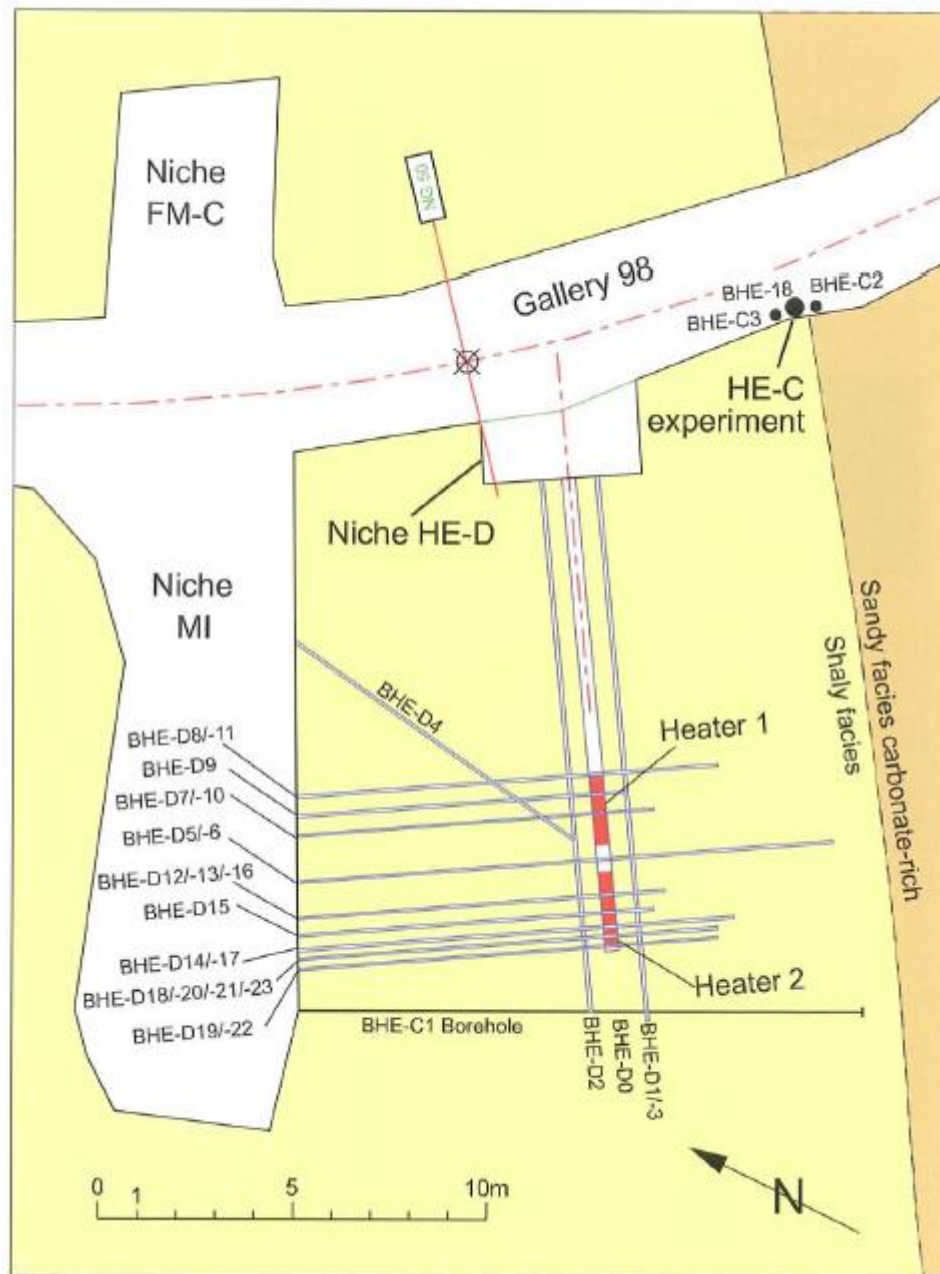 Niche
FM-C
NG 50
Gallery 98
BHE-18
BHE-C2
BHE-C3
HE-C
experiment
Niche HE-D
Niche
MI
Sandy facies carbonate-rich
Shaly facies
BHE-D4
BHE-D8/-11
Heater 1
BHE-D9
BHE-D7/-10
BHE-D5/-6
BHE-D12/-13/-16
BHE-D15
BHE-D14/-17
Heater 2
BHE-D18/-20/-21/-23
BHE-D19/-22
BHE-C1 Borehole
BHE-D2
BHE-D0
BHE-D1/-3
0 1 5 10m
N